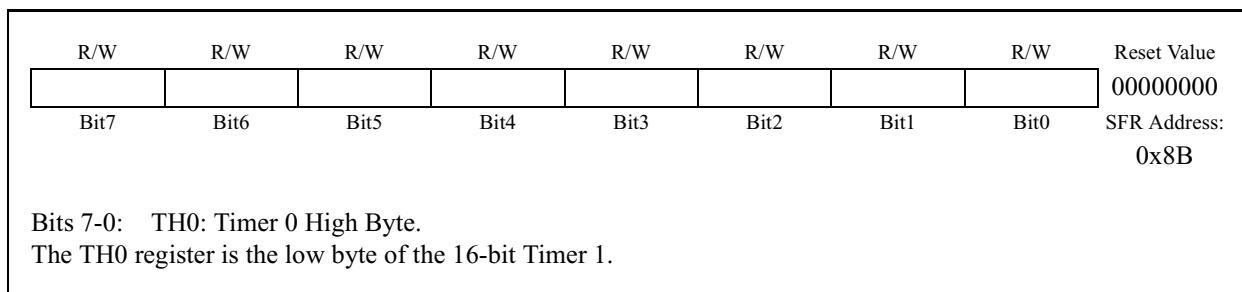 R/W R/W R/W R/W R/W R/W R/W R/W Reset Value
00000000
Bit7 Bit6 Bit5 Bit4 Bit3 Bit2 Bit1 Bit0 SFR Address:
0x8B
Bits 7-0: TH0: Timer 0 High Byte.
The TH0 register is the low byte of the 16-bit Timer 1.